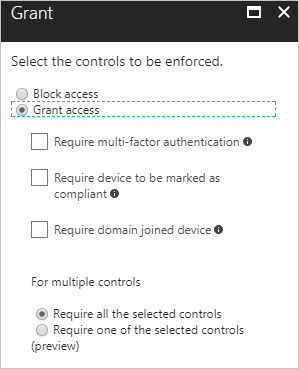 Grant
Select the controls to be enforced.
Block access
Grant access
Require multi-factor authentication
Require device to be marked as
compliant
Require domain joined device
For multiple controls
Require all the selected controls
Require one of the selected controls
(preview)